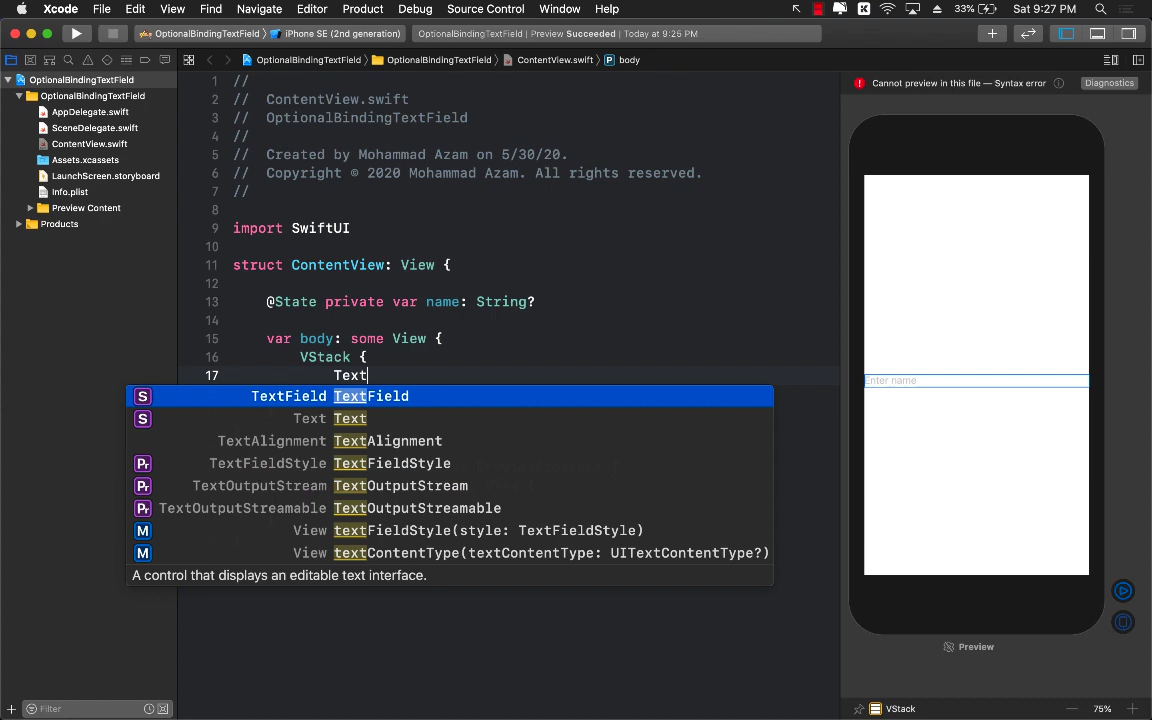 Xcode File Edit View Find Navigate Editor Product Debug Source Control Window Help 33% Sat 9:27 PM
OptionalBindingTextField iPhone SE (2nd generation) OptionalBindingTextField | Preview Succeeded | Today at 9:25 PM
OptionalBindingTextField OptionalBindingTextField ContentView.swift body
OptionalBindingTextField
OptionalBindingTextField
AppDelegate.swift
SceneDelegate.swift
ContentView.swift
Assets.xcassets
LaunchScreen.storyboard
Info.plist
Preview Content
Products
Filter
1 //
2 // ContentView.swift
3 // OptionalBindingTextField
4 //
5 // Created by Mohammad Azam on 5/30/20.
6 // Copyright © 2020 Mohammad Azam. All rights reserved.
7 //
8
9 import SwiftUI
10
11 struct ContentView: View {
12
13 @State private var name: String?
14
15 var body: some View {
16 VStack {
17 Text
S TextField TextField
S Text Text
TextAlignment TextAlignment
Pr TextFieldStyle TextFieldStyle
Pr TextOutputStream TextOutputStream
Pr TextOutputStreamable TextOutputStreamable
M View textFieldStyle(style: TextFieldStyle)
M View textContentType(textContentType: UITextContentType?)
A control that displays an editable text interface.
Cannot preview in this file — Syntax error Diagnostics
Enter name
Preview
VStack 75%